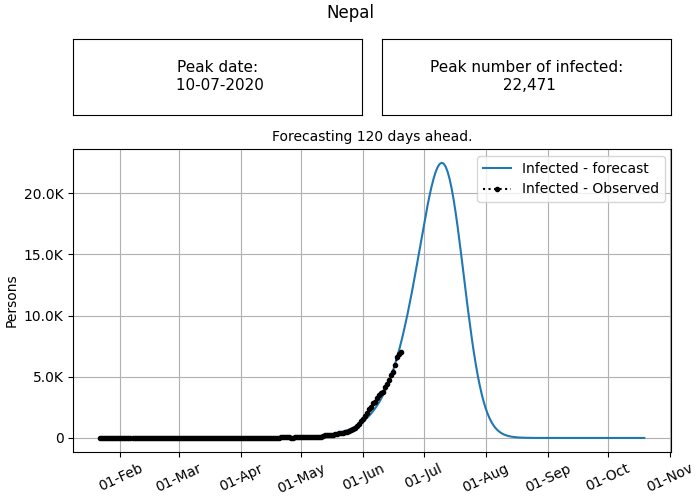 Nepal
Peak date:
10-07-2020
Peak number of infected:
22,471
Forecasting 120 days ahead.
Infected - forecast
Infected - Observed
Persons
20.0K
15.0K
10.0K
5.0K
0
01-Feb
01-Mar
01-Apr
01-May
01-Jun
01-Jul
01-Aug
01-Sep
01-Oct
01-Nov